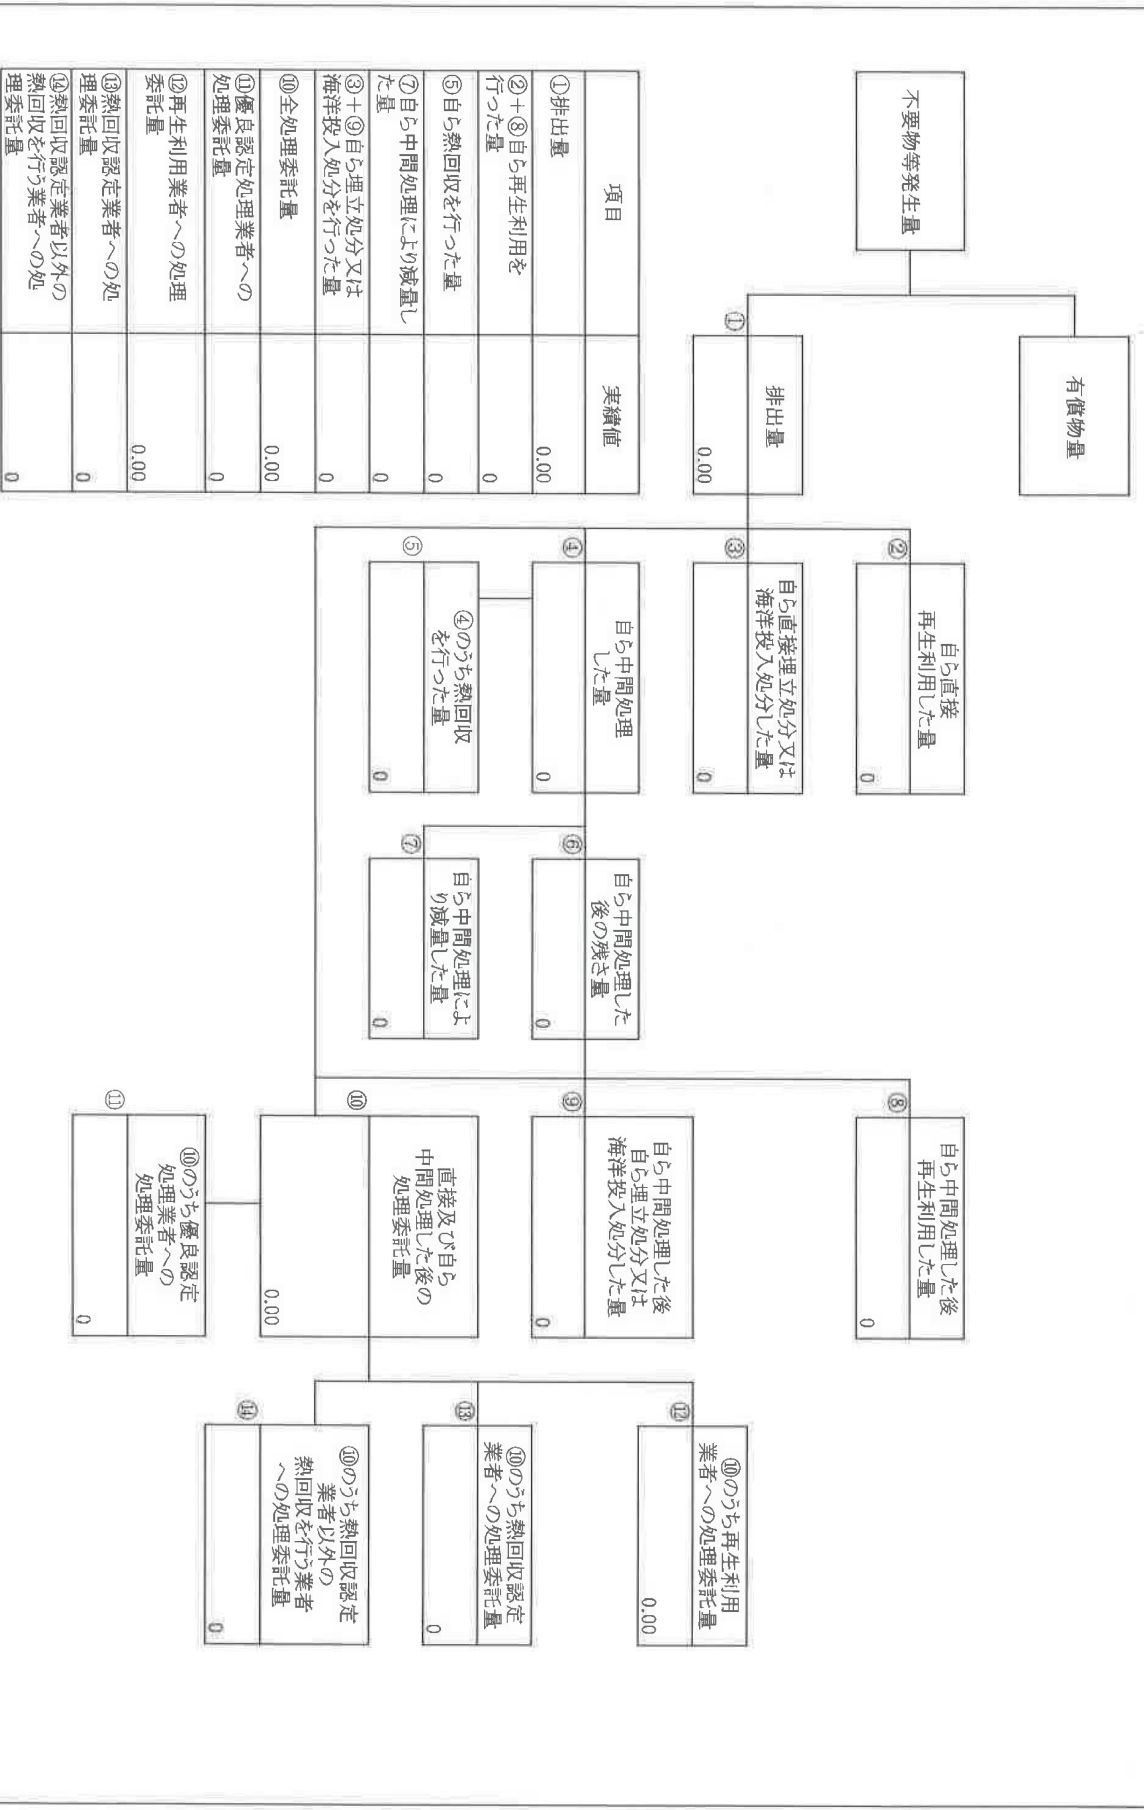 有償物量
不要物等発生量
①
排出量
0.00
②
自ら直接
再生利用した量
0
③
自ら直接埋立処分又は
海洋投入処分した量
0
④
自ら中間処理
した量
0
⑤
④のうち熱回収
を行った量
0
⑥
自ら中間処理した
後の残さ量
0
⑦
自ら中間処理によ
り減量した量
0
⑧
自ら中間処理した後
再生利用した量
0
⑨
自ら中間処理した後
自ら埋立処分又は
海洋投入処分した量
0
⑩
直接及び自ら
中間処理した後の
処理委託量
0.00
⑪
⑩のうち優良認定
処理業者への
処理委託量
0
⑫
⑩のうち再生利用
業者への処理委託量
0.00
⑬
⑩のうち熱回収認定
業者への処理委託量
0
⑭
⑩のうち熱回収認定
業者以外の
熱回収を行う業者
への処理委託量
0
項目 実績値
①排出量 0.00
②+⑧自ら再生利用を
行った量 0
⑤自ら熱回収を行った量 0
⑦自ら中間処理により減量し
た量 0
③+⑨自ら埋立処分又は
海洋投入処分を行った量 0
⑩全処理委託量 0.00
⑪優良認定処理業者への
処理委託量 0
⑫再生利用業者への処理
委託量 0.00
⑬熱回収認定業者への処
理委託量 0
⑭熱回収認定業者以外の
熱回収を行う業者への処
理委託量 0